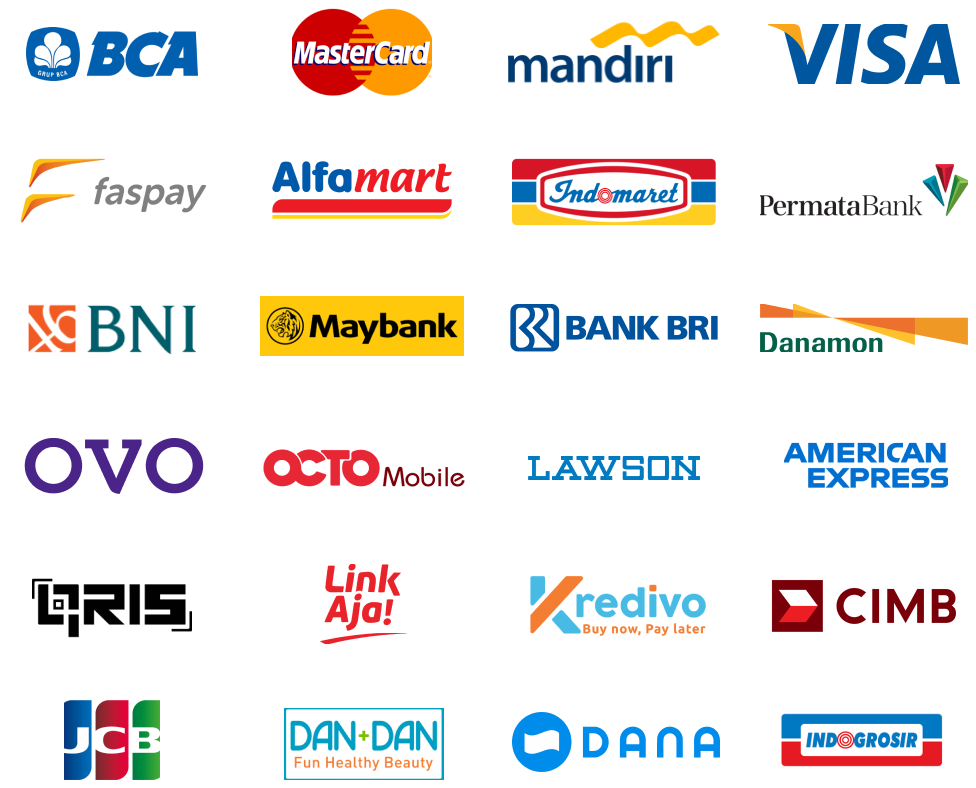 GRUP BCA
BCA
MasterCard
mandiri
VISA
faspay
Alfamart
Indomaret
PermataBank
BNI
Maybank
BANK BRI
Danamon
OVO
OCTO Mobile
LAWSON
AMERICAN
EXPRESS
QRIS
Link
Aja!
Kredivo
Buy now, Pay later
CIMB
JCB
DAN+DAN
Fun Healthy Beauty
DANA
INDOGROSIR